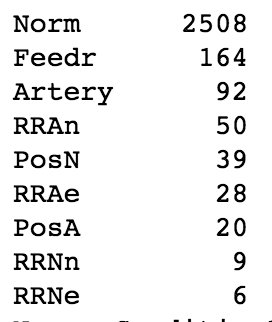 Norm 2508
Feedr 164
Artery 92
RRAn 50
PosN 39
RRAe 28
PosA 20
RRNn 9
RRNe 6